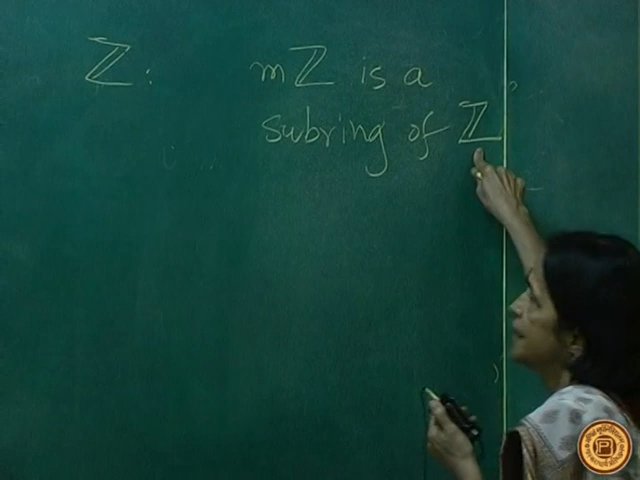 ℤ: mℤ is a
subring of ℤ